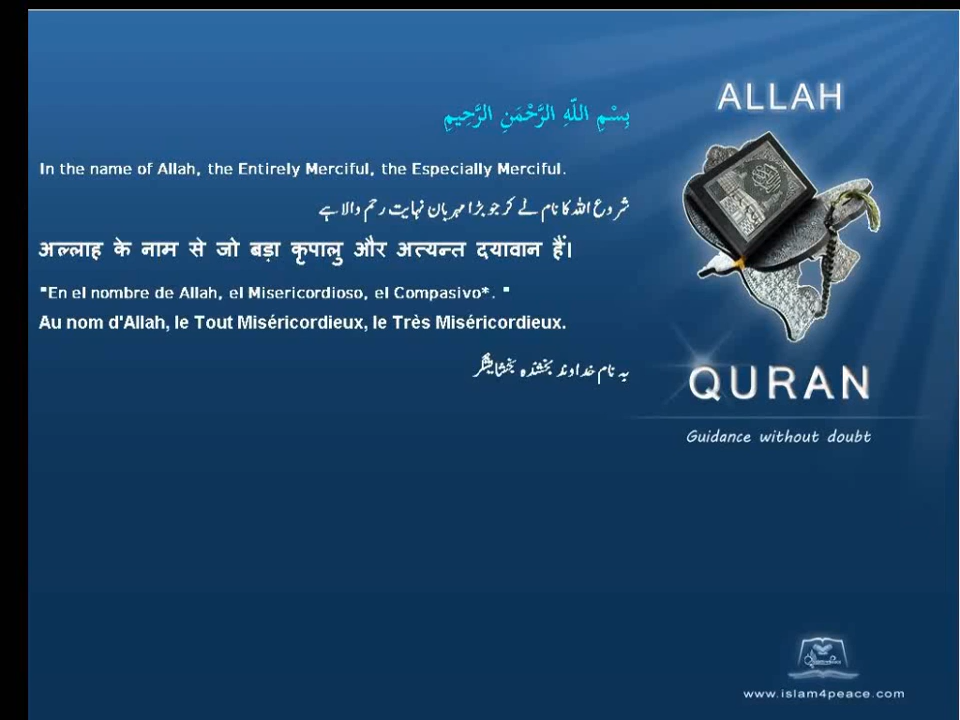 بِسْمِ اللَّهِ الرَّحْمَنِ الرَّحِيمِ
In the name of Allah, the Entirely Merciful, the Especially Merciful.
شروع الله کا نام لے کر جو بڑا مہربان نہایت رحم والا ہے
अल्लाह के नाम से जो बड़ा कृपालु और अत्यन्त दयावान हैं।
"En el nombre de Allah, el Misericordioso, el Compasivo*. "
Au nom d'Allah, le Tout Miséricordieux, le Très Miséricordieux.
به نام خداوند بخشنده بخشایشگر
ALLAH
QURAN
Guidance without doubt
www.islam4peace.com